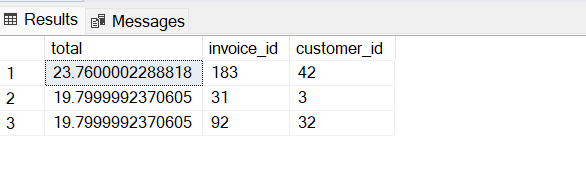 Results Messages
total invoice_id customer_id
1 23.7600002288818 183 42
2 19.7999992370605 31 3
3 19.7999992370605 92 32